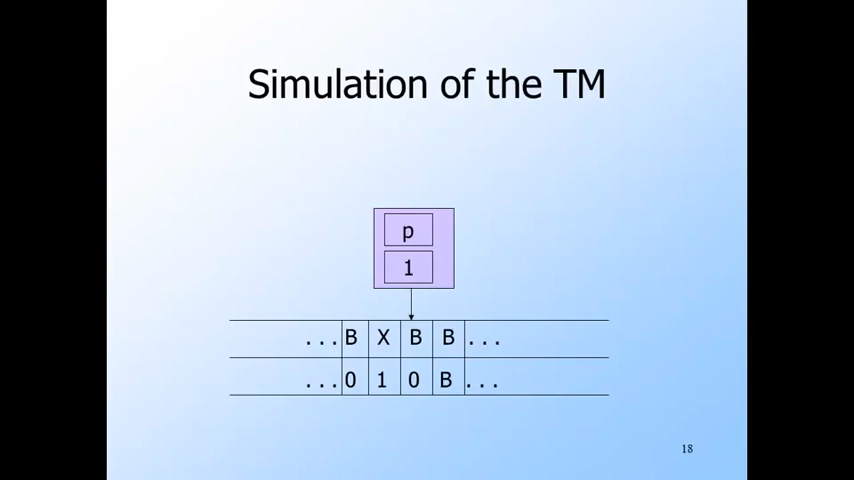 Simulation of the TM
p
1
. . . B X B B . . .
. . . 0 1 0 B . . .
18